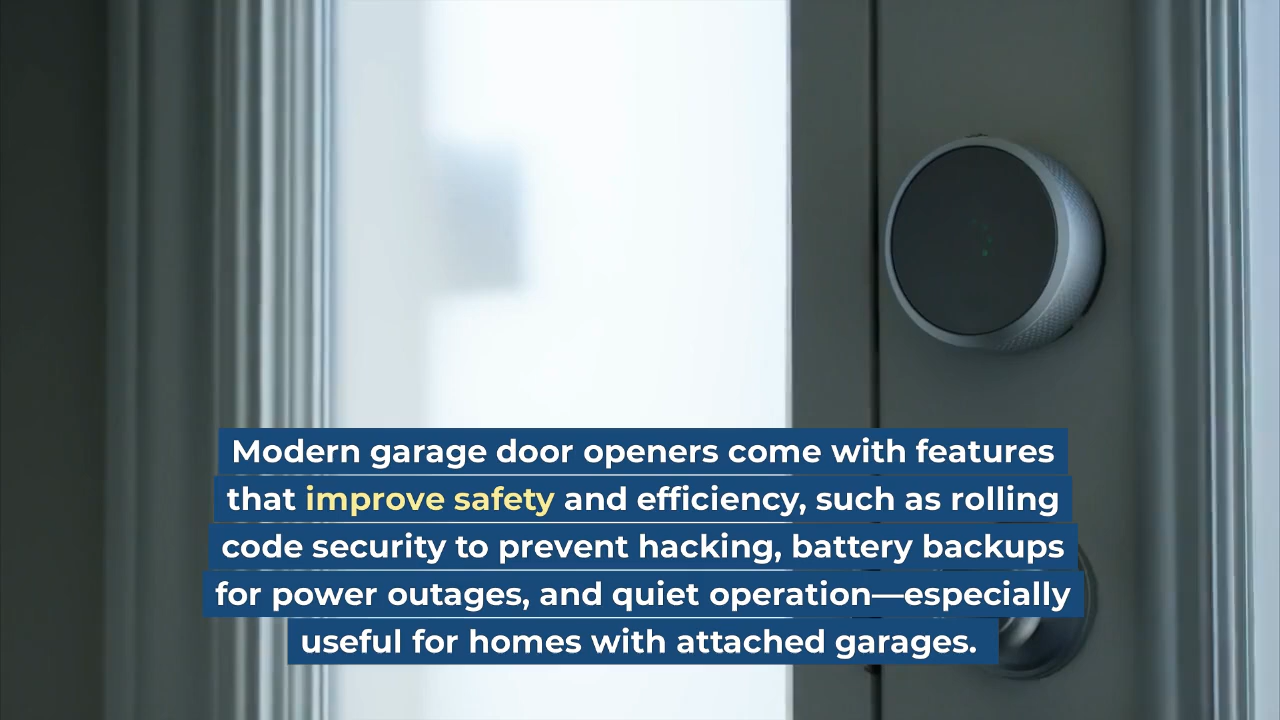 Modern garage door openers come with features
that improve safety and efficiency, such as rolling
code security to prevent hacking, battery backups
for power outages, and quiet operation—especially
useful for homes with attached garages.